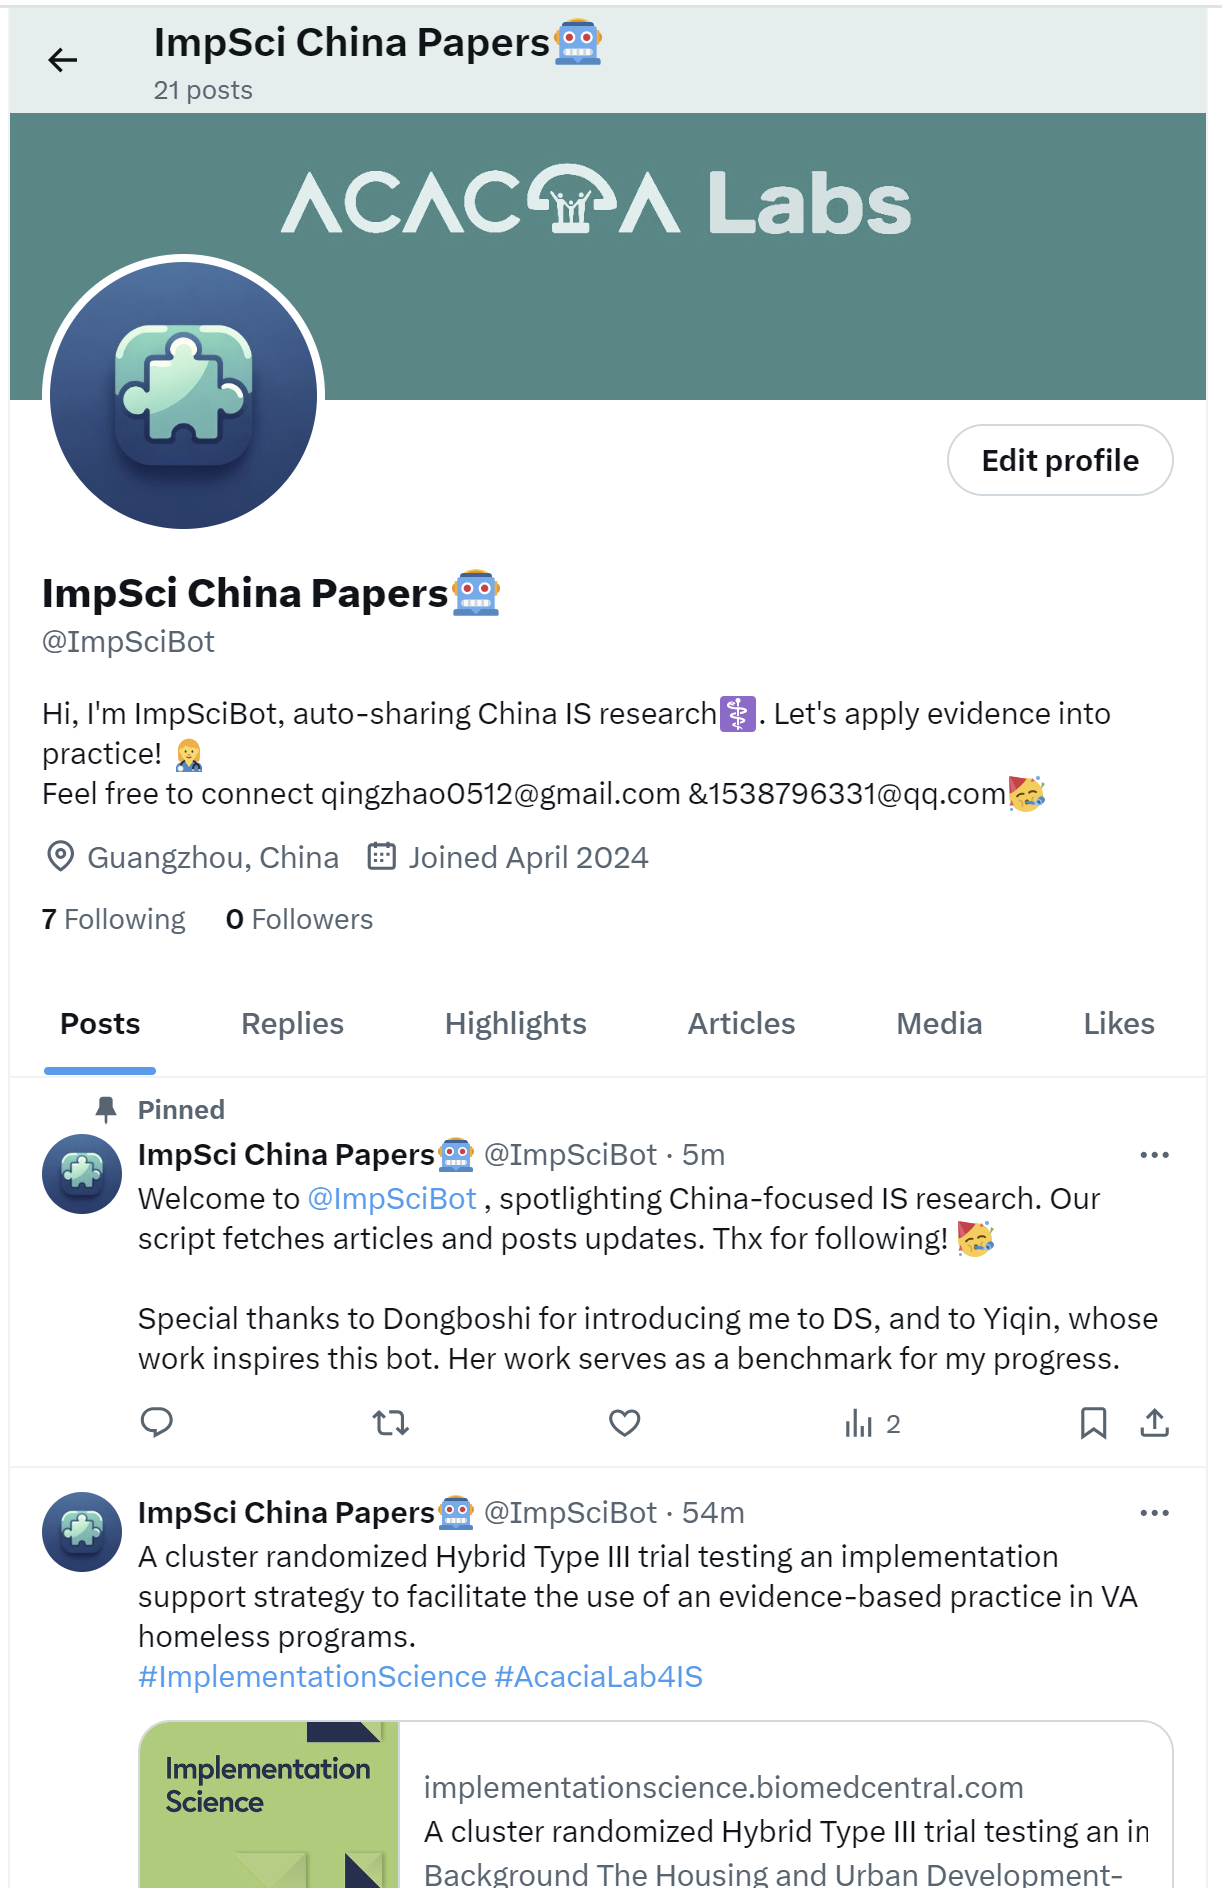 ImpSci China Papers🤖
21 posts
ACACIA Labs
Edit profile
ImpSci China Papers🤖
@ImpSciBot
Hi, I'm ImpSciBot, auto-sharing China IS research⚕️. Let's apply evidence into
practice! 👩‍⚕️
Feel free to connect qingzhao0512@gmail.com &1538796331@qq.com🥳
Guangzhou, China Joined April 2024
7 Following 0 Followers
Posts Replies Highlights Articles Media Likes
Pinned
ImpSci China Papers🤖 @ImpSciBot · 5m
Welcome to @ImpSciBot , spotlighting China-focused IS research. Our
script fetches articles and posts updates. Thx for following! 🥳
Special thanks to Dongboshi for introducing me to DS, and to Yiqin, whose
work inspires this bot. Her work serves as a benchmark for my progress.
2
ImpSci China Papers🤖 @ImpSciBot · 54m
A cluster randomized Hybrid Type III trial testing an implementation
support strategy to facilitate the use of an evidence-based practice in VA
homeless programs.
#ImplementationScience #AcaciaLab4IS
Implementation
Science
implementationscience.biomedcentral.com
A cluster randomized Hybrid Type III trial testing an in
Background The Housing and Urban Development-